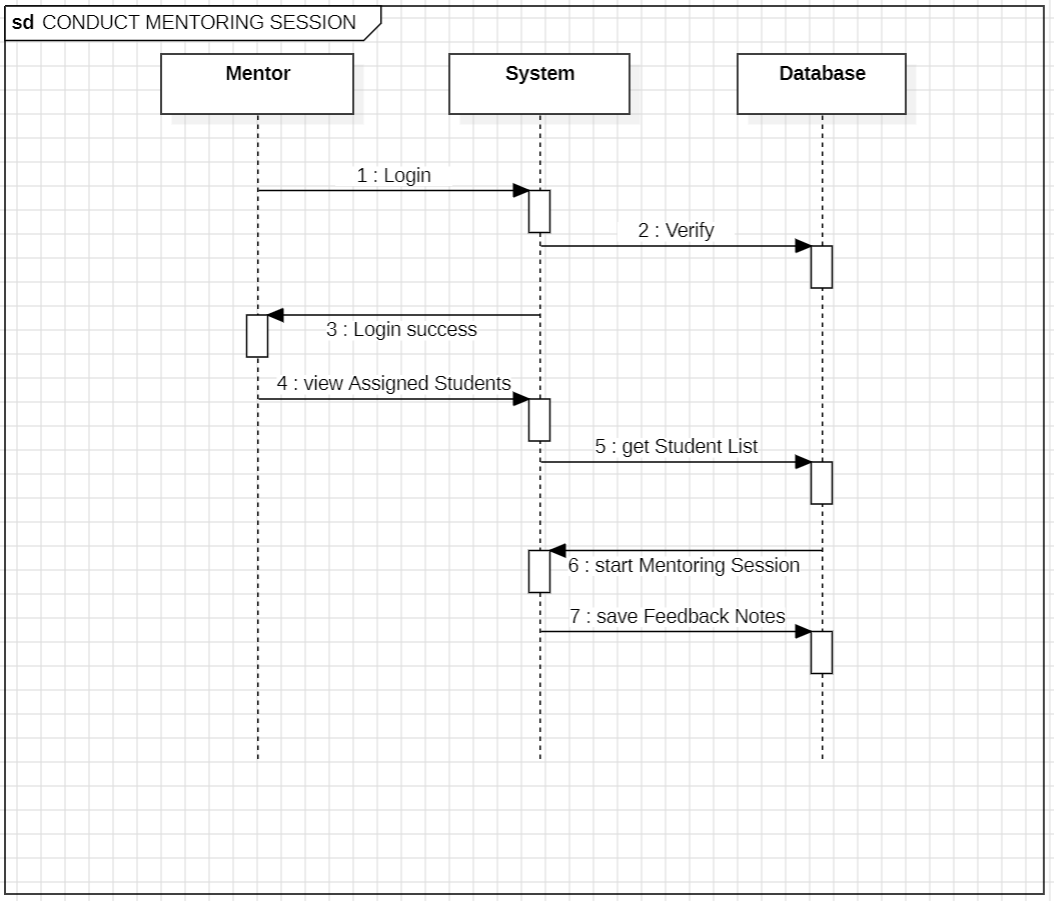 sd CONDUCT MENTORING SESSION
Mentor
System
Database
1 : Login
2 : Verify
3 : Login success
4 : view Assigned Students
5 : get Student List
6 : start Mentoring Session
7 : save Feedback Notes